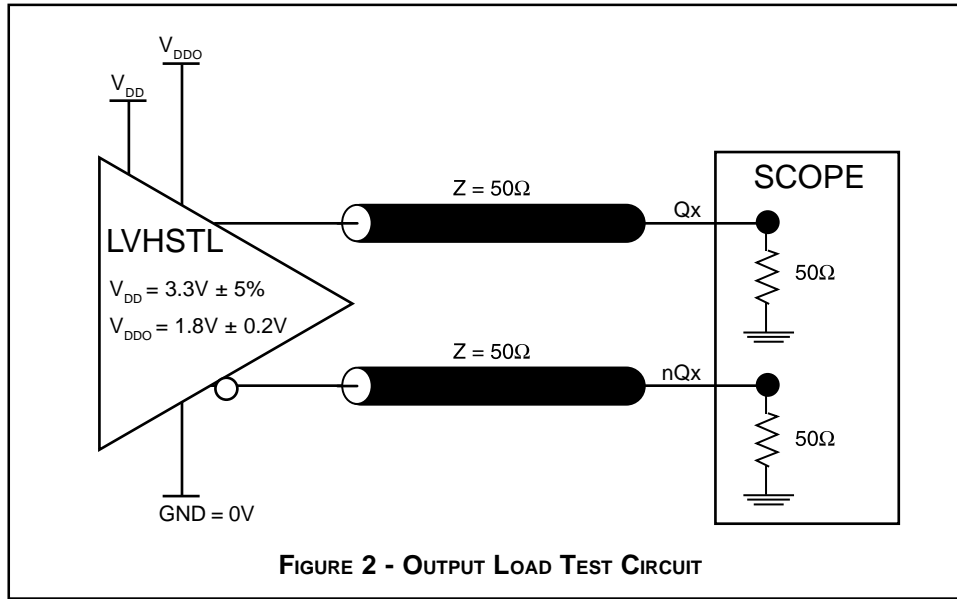 V_DDO
V_DD
Z = 50Ω
Qx
SCOPE
50Ω
LVHSTL
V_DD = 3.3V ± 5%
V_DDO = 1.8V ± 0.2V
Z = 50Ω
nQx
50Ω
GND = 0V
FIGURE 2 - OUTPUT LOAD TEST CIRCUIT